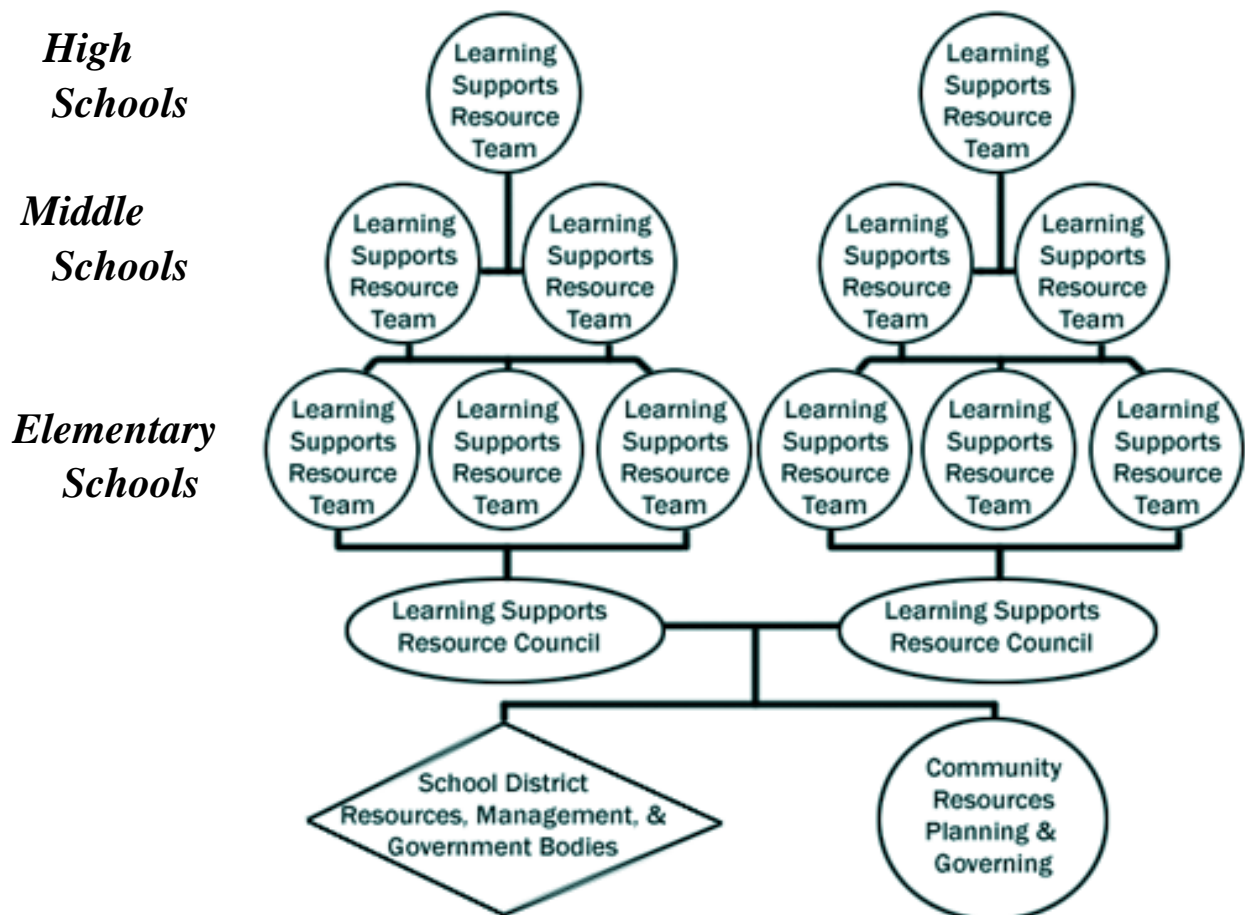 High
Schools
Learning
Supports
Resource
Team
Learning
Supports
Resource
Team
Middle
Schools
Learning
Supports
Resource
Team
Learning
Supports
Resource
Team
Learning
Supports
Resource
Team
Learning
Supports
Resource
Team
Elementary
Schools
Learning
Supports
Resource
Team
Learning
Supports
Resource
Team
Learning
Supports
Resource
Team
Learning
Supports
Resource
Team
Learning
Supports
Resource
Team
Learning
Supports
Resource
Team
Learning Supports
Resource Council
Learning Supports
Resource Council
School District
Resources, Management, &
Government Bodies
Community
Resources
Planning &
Governing